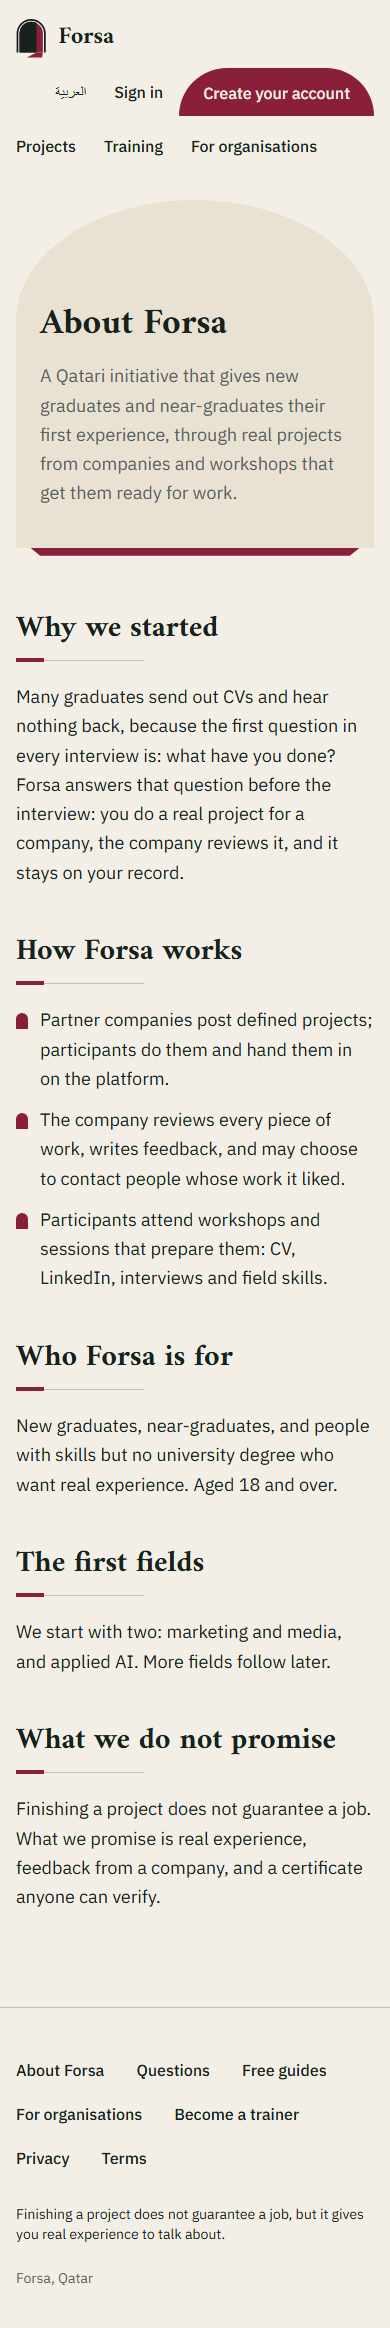 Forsa
العربية
Sign in
Create your account
Projects
Training
For organisations
About Forsa
A Qatari initiative that gives new
graduates and near-graduates their
first experience, through real projects
from companies and workshops that
get them ready for work.
Why we started
Many graduates send out CVs and hear
nothing back, because the first question in
every interview is: what have you done?
Forsa answers that question before the
interview: you do a real project for a
company, the company reviews it, and it
stays on your record.
How Forsa works
Partner companies post defined projects;
participants do them and hand them in
on the platform.
The company reviews every piece of
work, writes feedback, and may choose
to contact people whose work it liked.
Participants attend workshops and
sessions that prepare them: CV,
LinkedIn, interviews and field skills.
Who Forsa is for
New graduates, near-graduates, and people
with skills but no university degree who
want real experience. Aged 18 and over.
The first fields
We start with two: marketing and media,
and applied AI. More fields follow later.
What we do not promise
Finishing a project does not guarantee a job.
What we promise is real experience,
feedback from a company, and a certificate
anyone can verify.
About Forsa
Questions
Free guides
For organisations
Become a trainer
Privacy
Terms
Finishing a project does not guarantee a job, but it gives
you real experience to talk about.
Forsa, Qatar